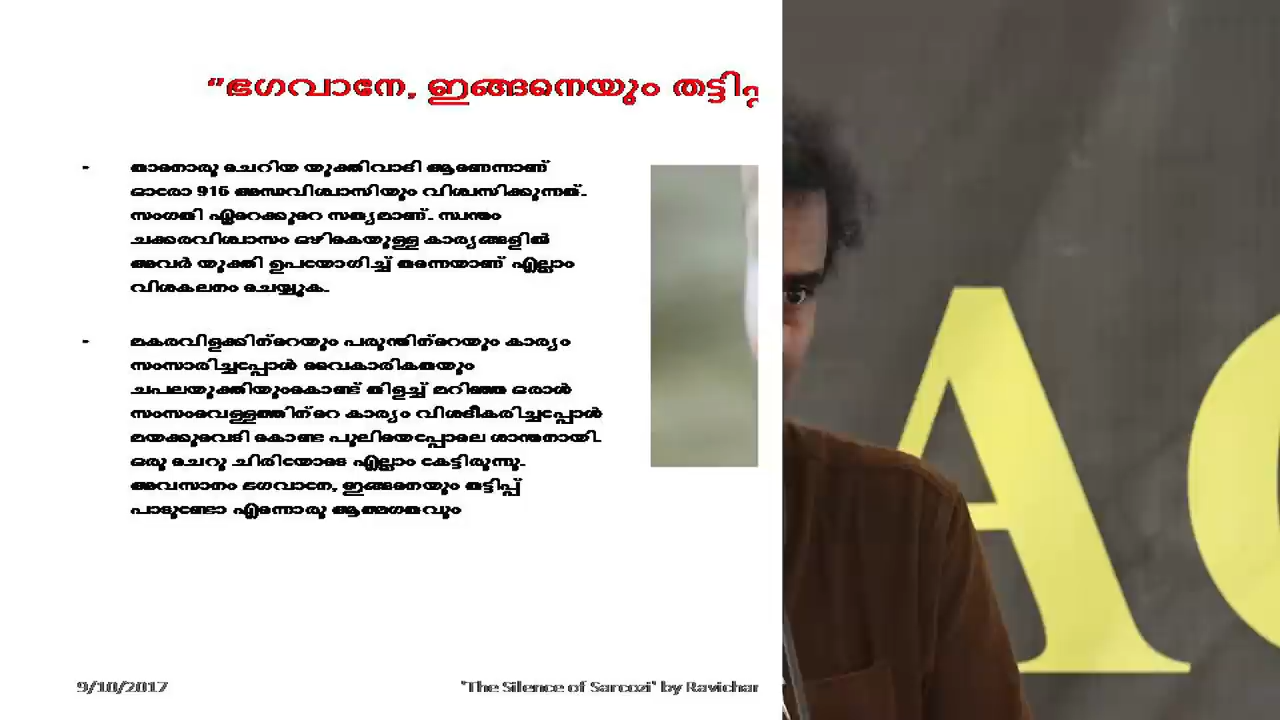 "ഭഗവാനേ, ഇങ്ങനെയും തട്ടിപ്പ
- താനൊരു ചെറിയ യുക്തിവാദി ആണെന്നാണ്
ഓരോ 916 അന്ധവിശ്വാസിയും വിശ്വസിക്കുന്നത്.
സംഗതി ഏറെക്കുറെ സത്യമാണ്. സ്വന്തം
ചക്കരവിശ്വാസം ഒഴികെയുള്ള കാര്യങ്ങളില്‍
അവര്‍ യുക്തി ഉപയോഗിച്ച് തന്നെയാണ് എല്ലാം
വിശകലനം ചെയ്യുക.
- മകരവിളക്കിന്‍റെയും പരുന്തിന്‍റെയും കാര്യം
സംസാരിച്ചപ്പോള്‍ വൈകാരികതയും
ചപലയുക്തിയുംകൊണ്ട് തിളച്ച് മറിഞ്ഞ ഒരാള്‍
സംസംവെള്ളത്തിന്‍റെ കാര്യം വിശദീകരിച്ചപ്പോള്‍
മയക്കുവെടി കൊണ്ട പുലിയെപ്പോലെ ശാന്തനായി.
ഒരു ചെറു ചിരിയോടെ എല്ലാം കേട്ടിരുന്നു.
അവസാനം ഭഗവാനേ, ഇങ്ങനെയും തട്ടിപ്പ്
പാടുണ്ടോ എന്നൊരു ആത്മഗതവും
9/10/2017
'The Silence of Sarcozi' by Ravichar
AC